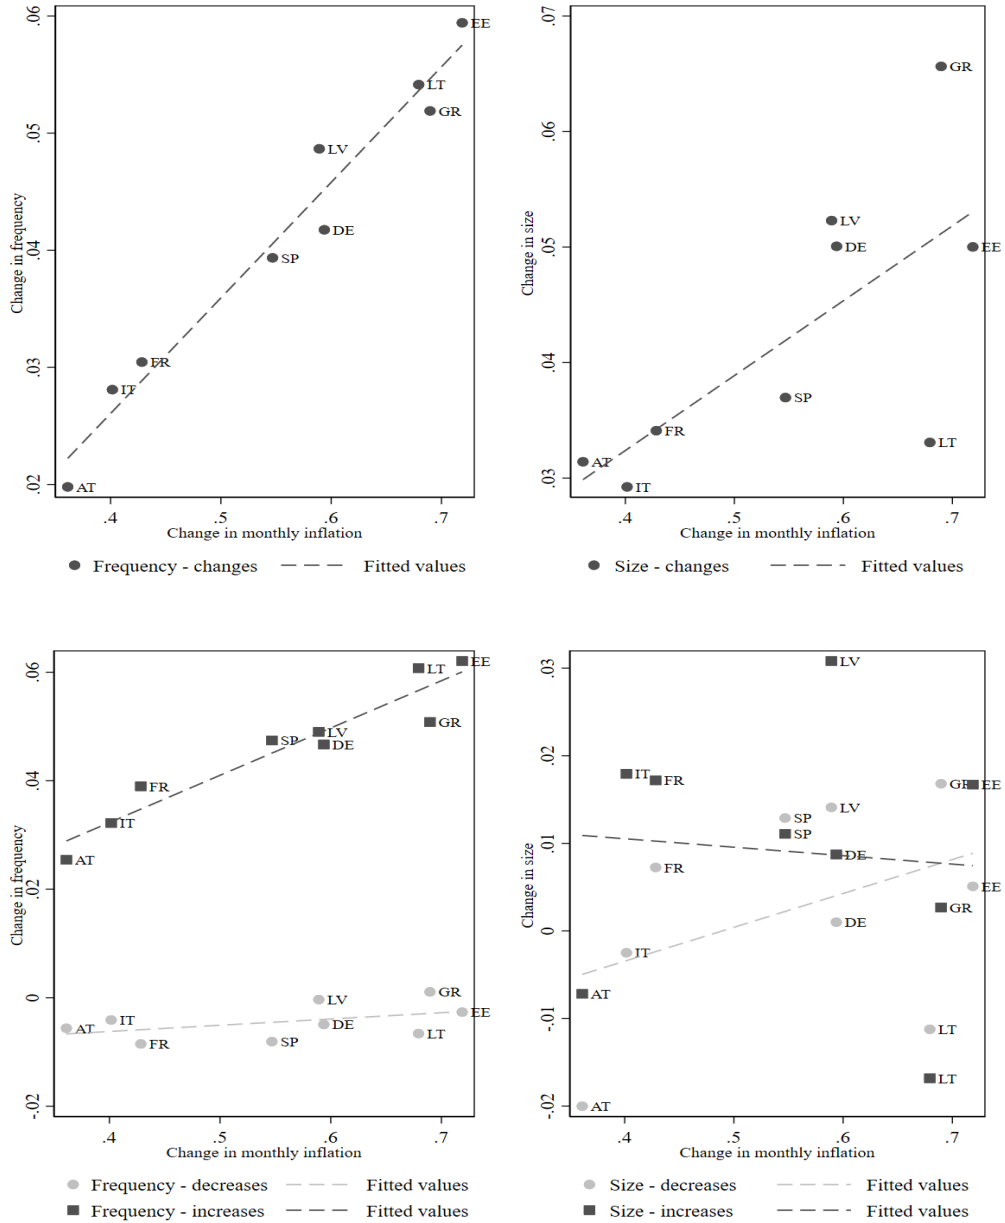 .06
EE
LT
GR
.05
LV
Change in frequency
DE
.04
SP
.03
FR
IT
.02
AT
.4 .5 .6 .7
Change in monthly inflation
Frequency - changes Fitted values
.07
GR
.06
Change in size
LV
.05
DE
EE
.04
SP
FR
LT
AT
.03
IT
.4 .5 .6 .7
Change in monthly inflation
Size - changes Fitted values
.06
EE
LT
GR
LV
SP
DE
.04
FR
Change in frequency
IT
AT
.02
0
LV
GR
IT
AT
DE
EE
FR
SP
LT
-.02
.4 .5 .6 .7
Change in monthly inflation
Frequency - decreases Fitted values
Frequency - increases Fitted values
.03
LV
.02
IT
FR
GR
EE
LV
SP
SP
.01
Change in size
DE
FR
EE
GR
DE
0
IT
AT
-.01
LT
LT
-.02
AT
.4 .5 .6 .7
Change in monthly inflation
Size - decreases Fitted values
Size - increases Fitted values